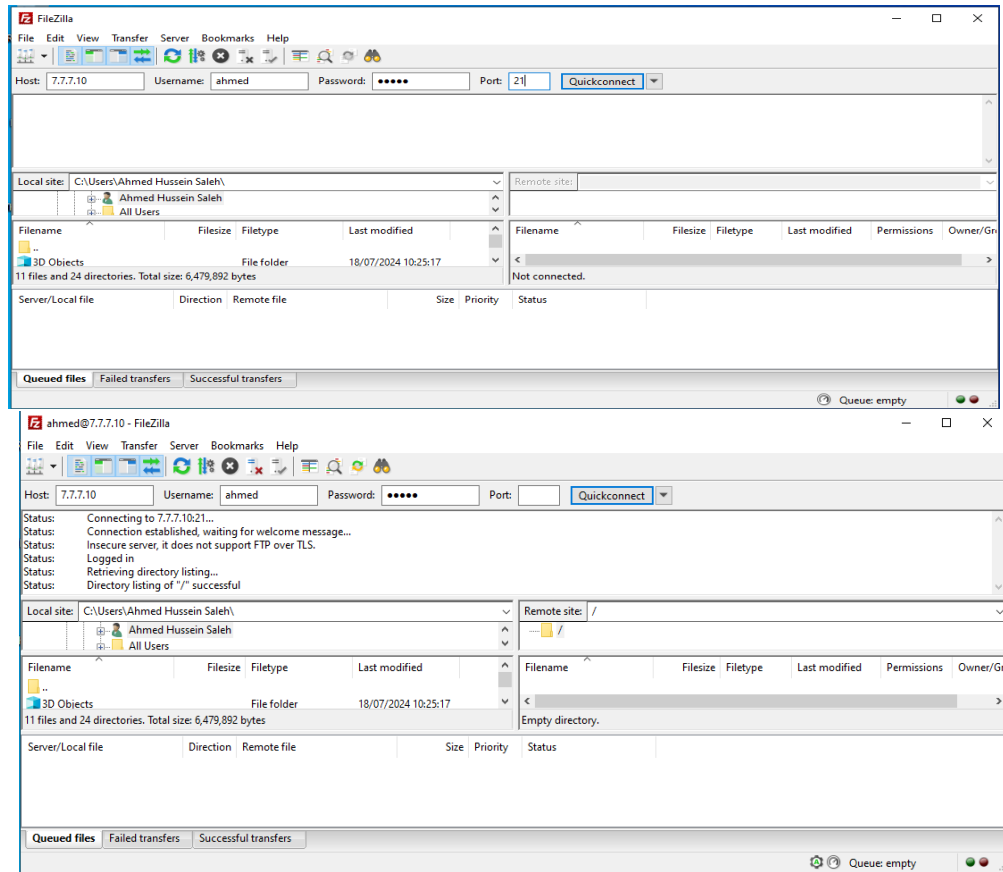 FileZilla
File Edit View Transfer Server Bookmarks Help
Host: 7.7.7.10 Username: ahmed Password: ●●●●● Port: 21 Quickconnect
Local site: C:\Users\Ahmed Hussein Saleh\ Remote site:
Ahmed Hussein Saleh
All Users
Filename Filesize Filetype Last modified Filename Filesize Filetype Last modified Permissions Owner/Gr
..
3D Objects File folder 18/07/2024 10:25:17
11 files and 24 directories. Total size: 6,479,892 bytes Not connected.
Server/Local file Direction Remote file Size Priority Status
Queued files Failed transfers Successful transfers
Queue: empty
ahmed@7.7.7.10 - FileZilla
File Edit View Transfer Server Bookmarks Help
Host: 7.7.7.10 Username: ahmed Password: ●●●●● Port: Quickconnect
Status: Connecting to 7.7.7.10:21...
Status: Connection established, waiting for welcome message...
Status: Insecure server, it does not support FTP over TLS.
Status: Logged in
Status: Retrieving directory listing...
Status: Directory listing of "/" successful
Local site: C:\Users\Ahmed Hussein Saleh\ Remote site: /
Ahmed Hussein Saleh /
All Users
Filename Filesize Filetype Last modified Filename Filesize Filetype Last modified Permissions Owner/G
..
3D Objects File folder 18/07/2024 10:25:17
11 files and 24 directories. Total size: 6,479,892 bytes Empty directory.
Server/Local file Direction Remote file Size Priority Status
Queued files Failed transfers Successful transfers
Queue: empty